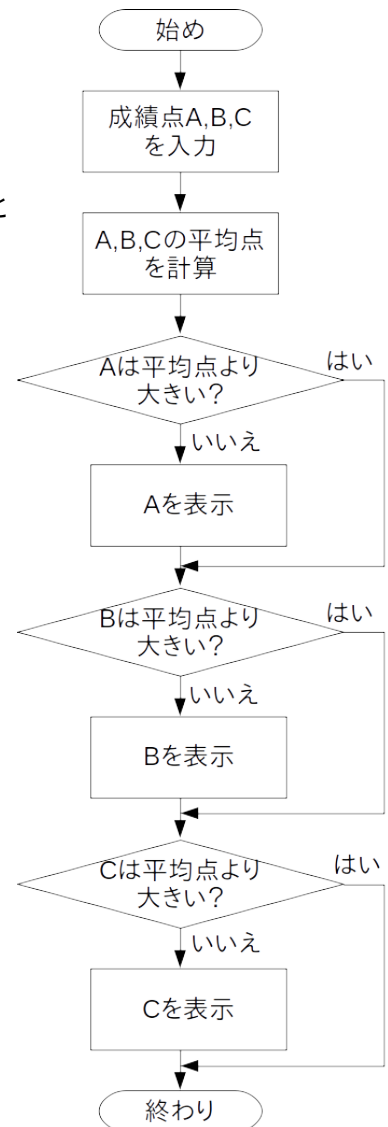 始め
成績点A,B,C
を入力
と
A,B,Cの平均点
を計算
Aは平均点より
大きい?
はい
いいえ
Aを表示
Bは平均点より
大きい?
はい
いいえ
Bを表示
Cは平均点より
大きい?
はい
いいえ
Cを表示
終わり